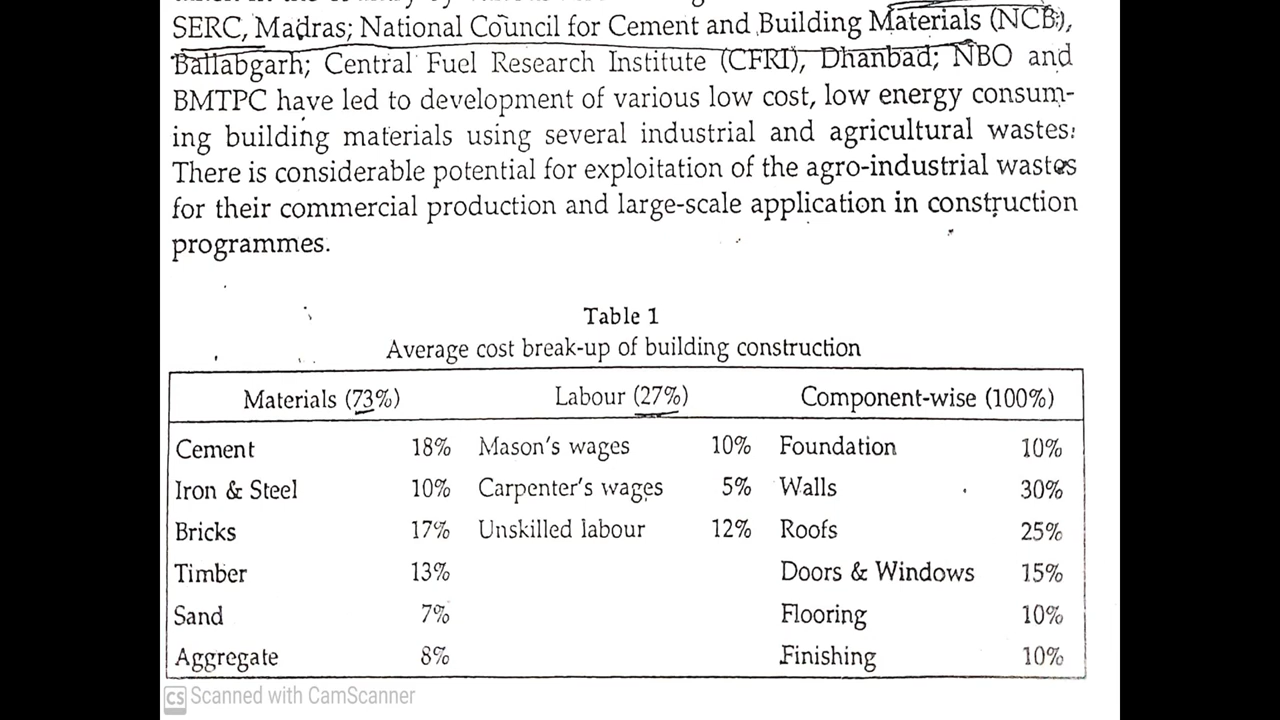 SERC, Madras; National Council for Cement and Building Materials (NCB),
Ballabgarh; Central Fuel Research Institute (CFRI), Dhanbad; NBO and
BMTPC have led to development of various low cost, low energy consum-
ing building materials using several industrial and agricultural wastes.
There is considerable potential for exploitation of the agro-industrial wastes
for their commercial production and large-scale application in construction
programmes.
Table 1
Average cost break-up of building construction
Materials (73%) Labour (27%) Component-wise (100%)
Cement 18% Mason's wages 10% Foundation 10%
Iron & Steel 10% Carpenter's wages 5% Walls 30%
Bricks 17% Unskilled labour 12% Roofs 25%
Timber 13% Doors & Windows 15%
Sand 7% Flooring 10%
Aggregate 8% Finishing 10%
CS Scanned with CamScanner